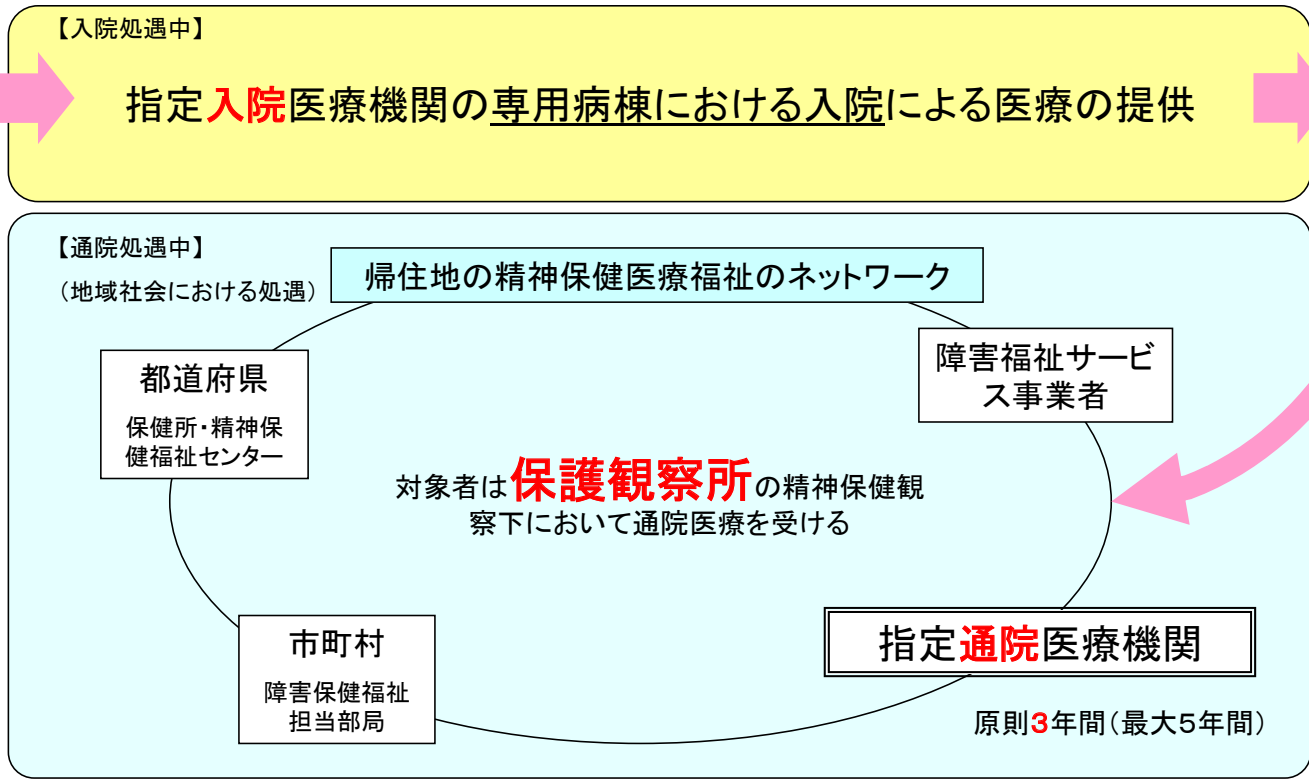 【入院処遇中】
指定入院医療機関の専用病棟における入院による医療の提供
【通院処遇中】
（地域社会における処遇）
帰住地の精神保健医療福祉のネットワーク
都道府県
保健所・精神保
健福祉センター
障害福祉サービ
ス事業者
対象者は保護観察所の精神保健観
察下において通院医療を受ける
市町村
障害保健福祉
担当部局
指定通院医療機関
原則3年間（最大5年間）